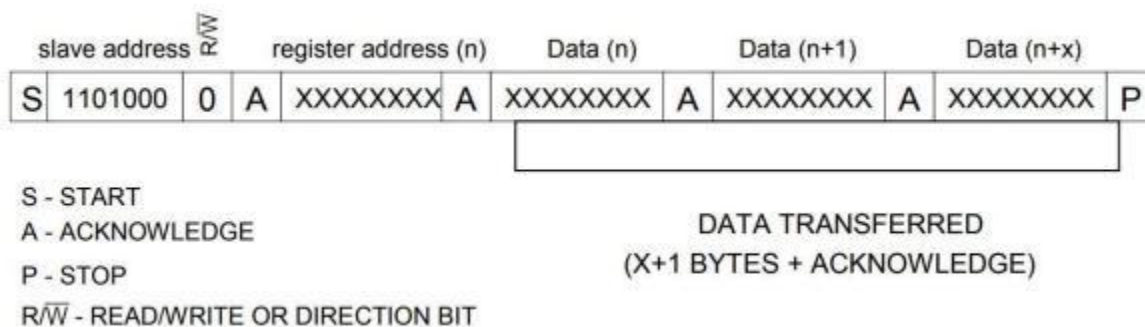 R/W̅
slave address register address (n) Data (n) Data (n+1) Data (n+x)
S 1101000 0 A XXXXXXXX A XXXXXXXX A XXXXXXXX A XXXXXXXX P
S - START
A - ACKNOWLEDGE
P - STOP
R/W̅ - READ/WRITE OR DIRECTION BIT
DATA TRANSFERRED
(X+1 BYTES + ACKNOWLEDGE)